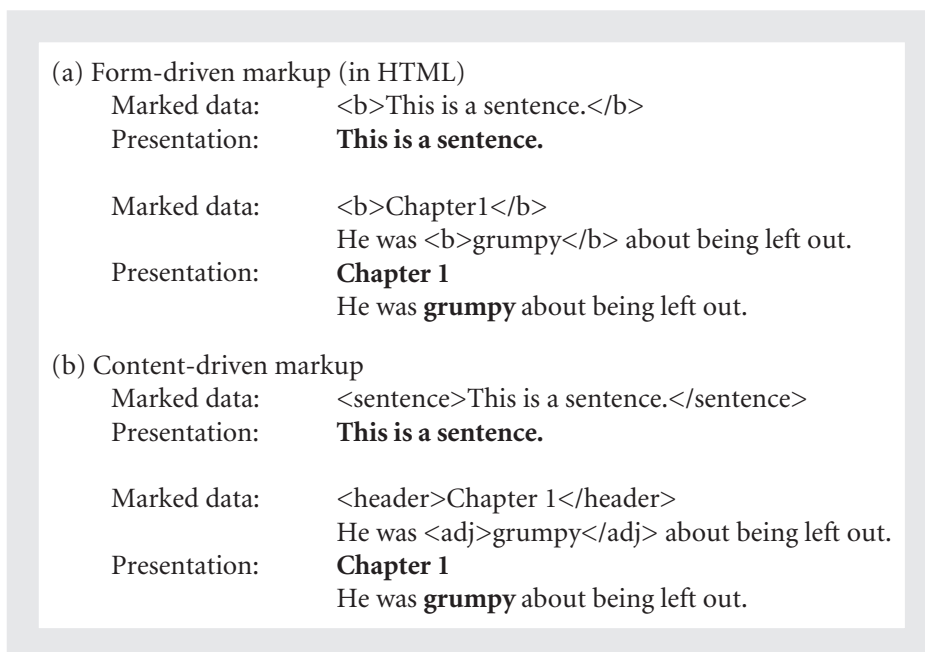 (a) Form-driven markup (in HTML)
Marked data: <b>This is a sentence.</b>
Presentation: This is a sentence.
Marked data: <b>Chapter1</b>
He was <b>grumpy</b> about being left out.
Presentation: Chapter 1
He was grumpy about being left out.
(b) Content-driven markup
Marked data: <sentence>This is a sentence.</sentence>
Presentation: This is a sentence.
Marked data: <header>Chapter 1</header>
He was <adj>grumpy</adj> about being left out.
Presentation: Chapter 1
He was grumpy about being left out.